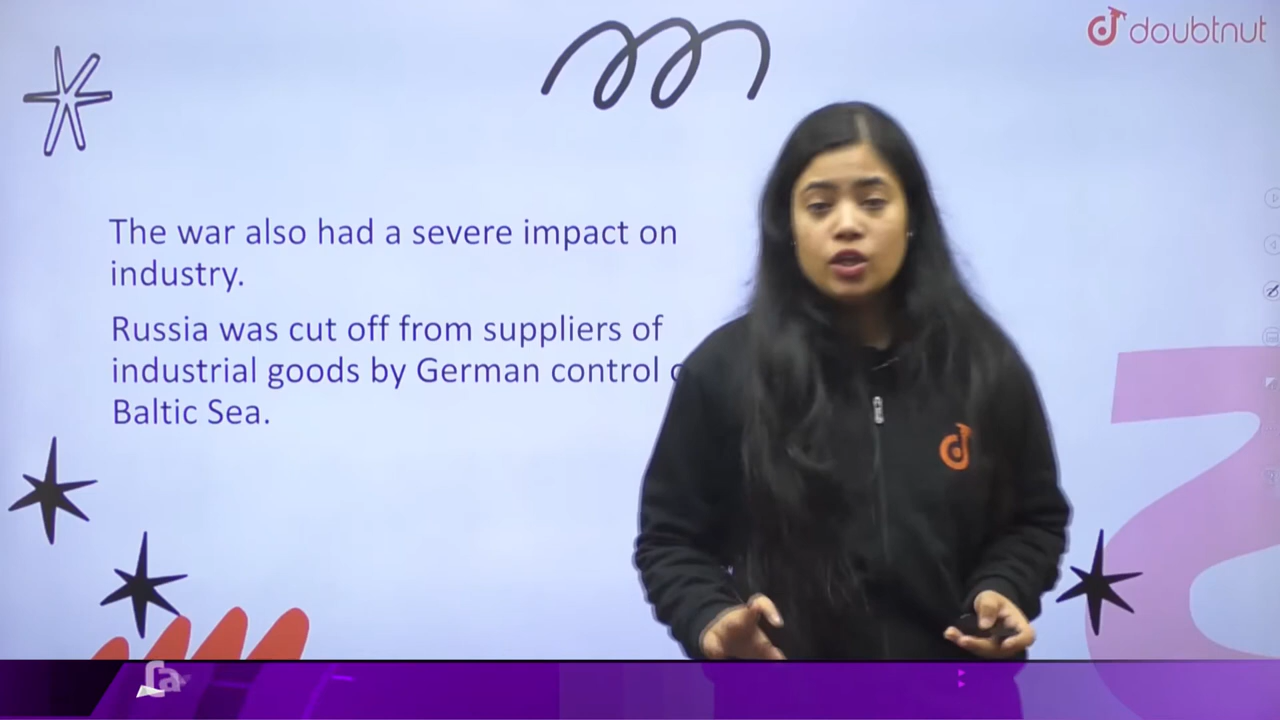 doubtnut
The war also had a severe impact on
industry.
Russia was cut off from suppliers of
industrial goods by German control
Baltic Sea.